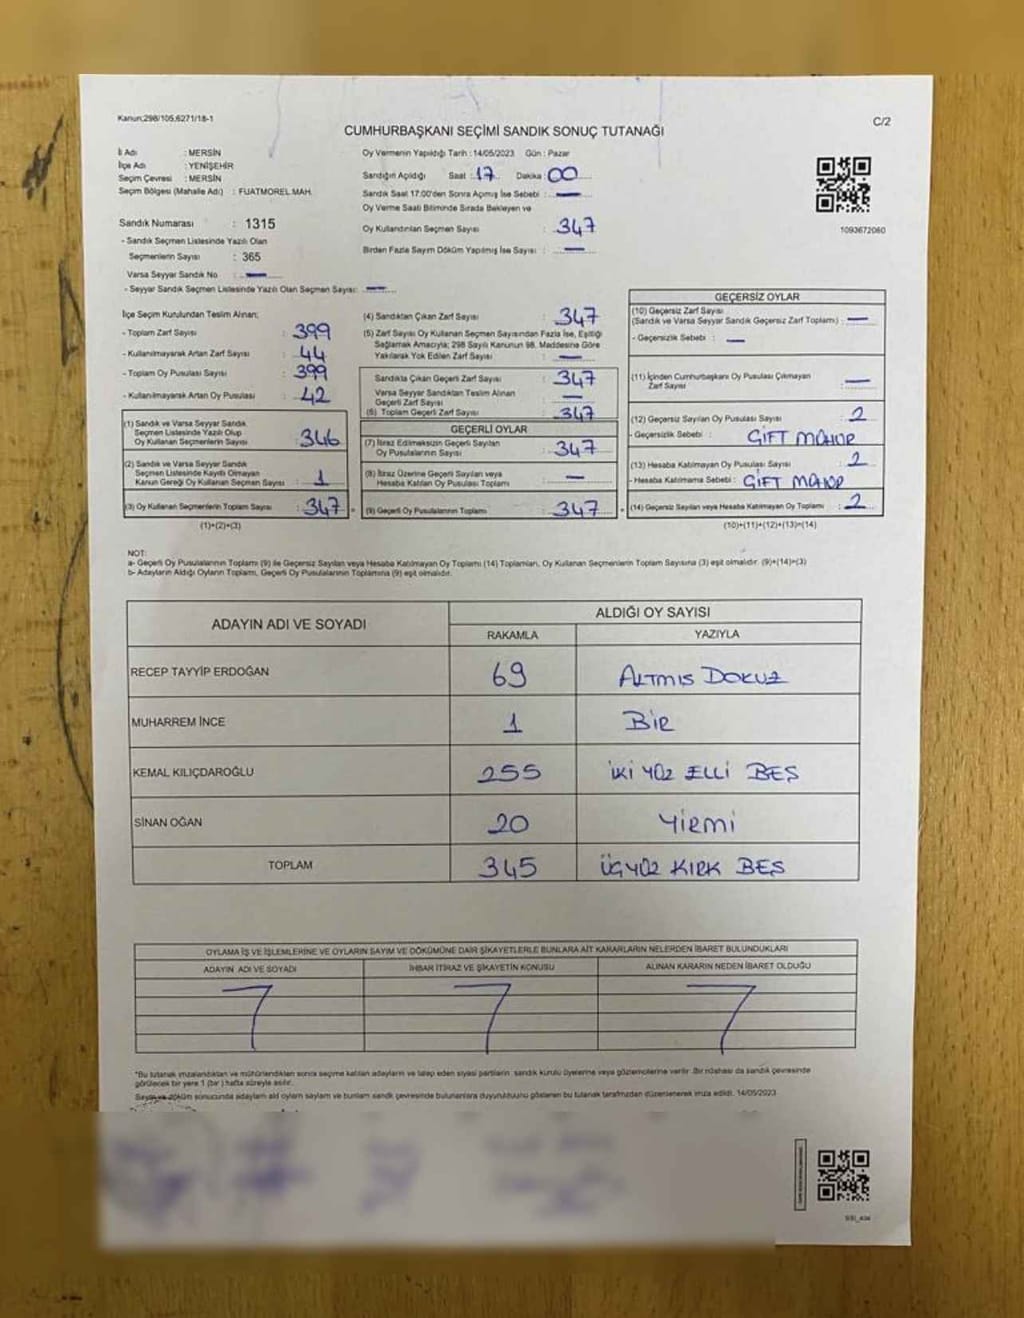 Kanun;298/105,6271/18-1
C/2
CUMHURBAŞKANI SEÇİMİ SANDIK SONUÇ TUTANAĞI
İl Adı : MERSİN
İlçe Adı : YENİŞEHİR
Seçim Çevresi : MERSİN
Seçim Bölgesi (Mahalle Adı) : FUATMOREL MAH.
Oy Vermenin Yapıldığı Tarih : 14/05/2023 Gün : Pazar
Sandığın Açıldığı Saat : 17 Dakika : 00
Sandık Saat 17:00'den Sonra Açılmış İse Sebebi : —
Oy Verme Saati Bitiminde Sırada Bekleyen ve
Oy Kullandırılan Seçmen Sayısı : 347
Birden Fazla Sayım Döküm Yapılmış İse Sayısı : —
1093672060
Sandık Numarası : 1315
- Sandık Seçmen Listesinde Yazılı Olan
Seçmenlerin Sayısı : 365
Varsa Seyyar Sandık No : —
- Seyyar Sandık Seçmen Listesinde Yazılı Olan Seçmen Sayısı: —
İlçe Seçim Kurulundan Teslim Alınan;
- Toplam Zarf Sayısı : 399
- Kullanılmayarak Artan Zarf Sayısı : 44
- Toplam Oy Pusulası Sayısı : 399
- Kullanılmayarak Artan Oy Pusulası : 42
(1) Sandık ve Varsa Seyyar Sandık
Seçmen Listesinde Yazılı Olup
Oy Kullanan Seçmenlerin Sayısı : 346
(2) Sandık ve Varsa Seyyar Sandık
Seçmen Listesinde Kayıtlı Olmayan
Kanun Gereği Oy Kullanan Seçmen Sayısı : 1
(3) Oy Kullanan Seçmenlerin Toplam Sayısı : 347
(1)+(2)=(3)
(4) Sandıktan Çıkan Zarf Sayısı : 347
(5) Zarf Sayısı Oy Kullanan Seçmen Sayısından Fazla İse, Eşitliği
Sağlamak Amacıyla; 298 Sayılı Kanunun 98. Maddesine Göre
Yakılarak Yok Edilen Zarf Sayısı : —
Sandıkta Çıkan Geçerli Zarf Sayısı : 347
Varsa Seyyar Sandıktan Teslim Alınan
Geçerli Zarf Sayısı : —
(6) Toplam Geçerli Zarf Sayısı : 347
GEÇERLİ OYLAR
(7) İtiraz Edilmeksizin Geçerli Sayılan
Oy Pusulalarının Sayısı : 347
(8) İtiraz Üzerine Geçerli Sayılan veya
Hesaba Katılan Oy Pusulası Toplamı : —
(9) Geçerli Oy Pusulalarının Toplamı : 347
GEÇERSİZ OYLAR
(10) Geçersiz Zarf Sayısı
(Sandık ve Varsa Seyyar Sandık Geçersiz Zarf Toplamı) : —
- Geçersizlik Sebebi : —
(11) İçinden Cumhurbaşkanı Oy Pusulası Çıkmayan
Zarf Sayısı : —
(12) Geçersiz Sayılan Oy Pusulası Sayısı : 2
- Geçersizlik Sebebi : ÇİFT MÜHÜR
(13) Hesaba Katılmayan Oy Pusulası Sayısı : 2
- Hesaba Katılmama Sebebi : ÇİFT MÜHÜR
(14) Geçersiz Sayılan veya Hesaba Katılmayan Oy Toplamı : 2
(10)+(11)+(12)+(13)=(14)
NOT:
a- Geçerli Oy Pusulalarının Toplamı (9) ile Geçersiz Sayılan veya Hesaba Katılmayan Oy Toplamı (14) Toplamları, Oy Kullanan Seçmenlerin Toplam Sayısına (3) eşit olmalıdır. (9)+(14)=(3)
b- Adayların Aldığı Oyların Toplamı, Geçerli Oy Pusulalarının Toplamına (9) eşit olmalıdır.
ADAYIN ADI VE SOYADI
ALDIĞI OY SAYISI
RAKAMLA YAZIYLA
RECEP TAYYİP ERDOĞAN 69 ALTMIS DOKUZ
MUHARREM İNCE 1 BİR
KEMAL KILIÇDAROĞLU 255 İKİ YÜZ ELLİ BEŞ
SİNAN OĞAN 20 YİRMİ
TOPLAM 345 ÜÇYÜZ KIRK BEŞ
OYLAMA İŞ VE İŞLEMLERİNE VE OYLARIN SAYIM VE DÖKÜMÜNE DAİR ŞİKAYETLERLE BUNLARA AİT KARARLARIN NELERDEN İBARET BULUNDUKLARI
ADAYIN ADI VE SOYADI İHBAR İTİRAZ VE ŞİKAYETİN KONUSU ALINAN KARARIN NEDEN İBARET OLDUĞU
*Bu tutanak imzalandıktan ve mühürlendikten sonra seçime katılan adayların ve talep eden siyasi partilerin sandık kurulu üyelerine veya gözlemcilerine verilir. Bir nüshası da sandık çevresinde
görülecek bir yere 1 (bir) hafta süreyle asılır.
Sayım ve döküm sonucunda adayların ad oyların sayıları ve bunların sandık çevresinde bulunanlara duyurulduğunu gösteren bu tutanak tarafımızdan düzenlenerek imza edildi. 14/05/2023